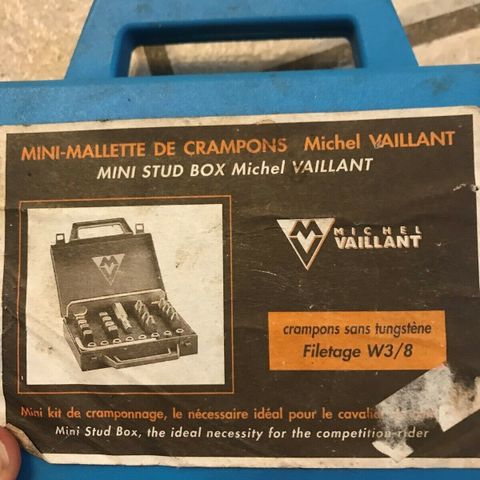 MINI-MALLETTE DE CRAMPONS Michel VAILLANT
MINI STUD BOX Michel VAILLANT
MICHEL
VAILLANT
crampons sans tungstène
Filetage W3/8
Mini kit de cramponnage, le nécessaire idéal pour le cavalier
Mini Stud Box, the ideal necessity for the competition rider